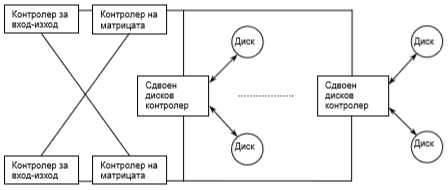 Контролер за
вход-изход
Контролер на
матрицата
Диск
Диск
Сдвоен
дисков
контролер
Сдвоен
дисков
контролер
Диск
Диск
Контролер за
вход-изход
Контролер на
матрицата